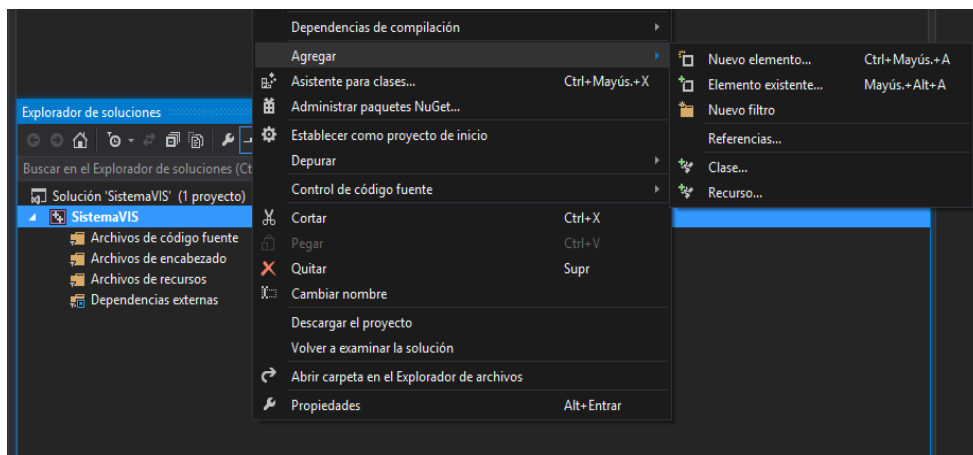 Dependencias de compilación
Agregar
Asistente para clases... Ctrl+Mayús.+X
Administrar paquetes NuGet...
Establecer como proyecto de inicio
Depurar
Control de código fuente
Cortar Ctrl+X
Pegar Ctrl+V
Quitar Supr
Cambiar nombre
Descargar el proyecto
Volver a examinar la solución
Abrir carpeta en el Explorador de archivos
Propiedades Alt+Entrar
Nuevo elemento... Ctrl+Mayús.+A
Elemento existente... Mayús.+Alt+A
Nuevo filtro
Referencias...
Clase...
Recurso...
Explorador de soluciones
Buscar en el Explorador de soluciones (Ct
Solución 'SistemaVIS' (1 proyecto)
SistemaVIS
Archivos de código fuente
Archivos de encabezado
Archivos de recursos
Dependencias externas